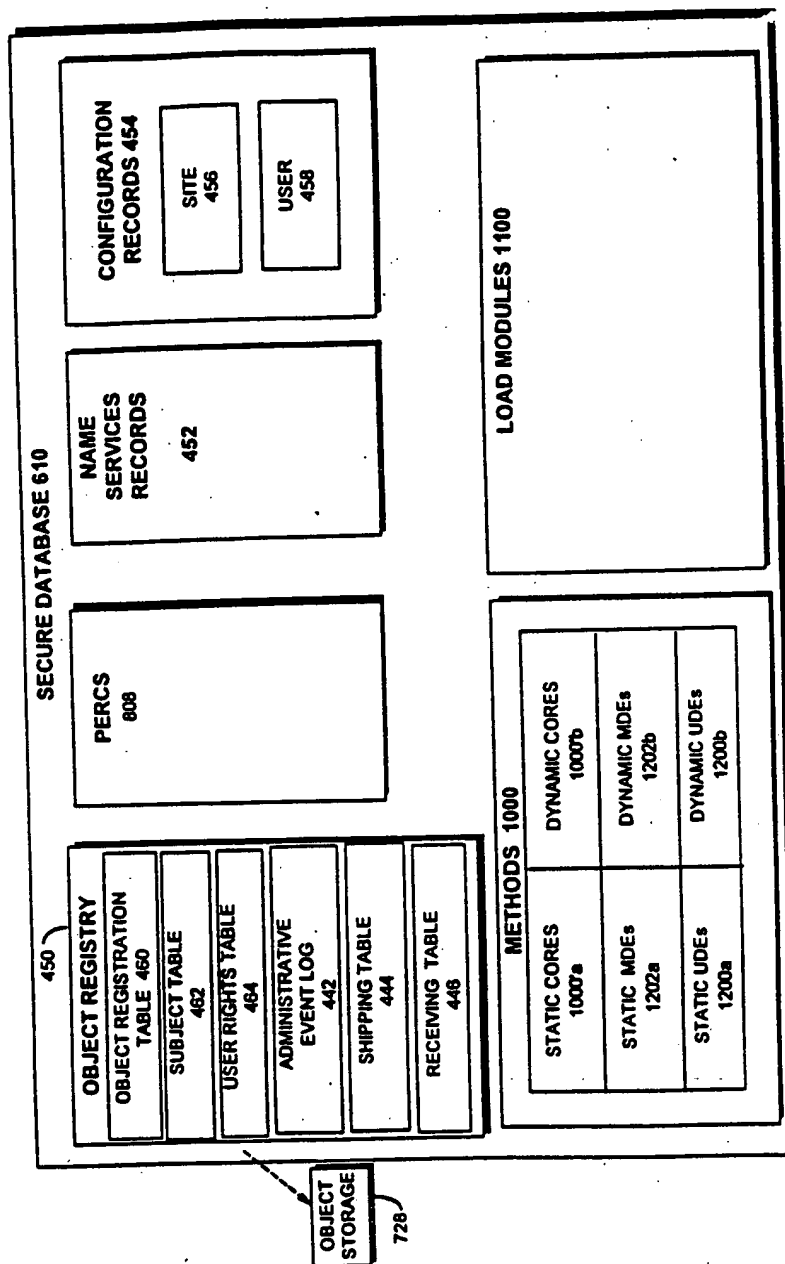 SECURE DATABASE 610
450
OBJECT REGISTRY
OBJECT REGISTRATION
TABLE 460
SUBJECT TABLE
462
USER RIGHTS TABLE
464
ADMINISTRATIVE
EVENT LOG
442
SHIPPING TABLE
444
RECEIVING TABLE
446
OBJECT
STORAGE
728
PERCS
808
NAME
SERVICES
RECORDS
452
CONFIGURATION
RECORDS 454
SITE
456
USER
458
METHODS 1000
STATIC CORES
1000'a
DYNAMIC CORES
1000'b
STATIC MDEs
1202a
DYNAMIC MDEs
1202b
STATIC UDEs
1200a
DYNAMIC UDEs
1200b
LOAD MODULES 1100